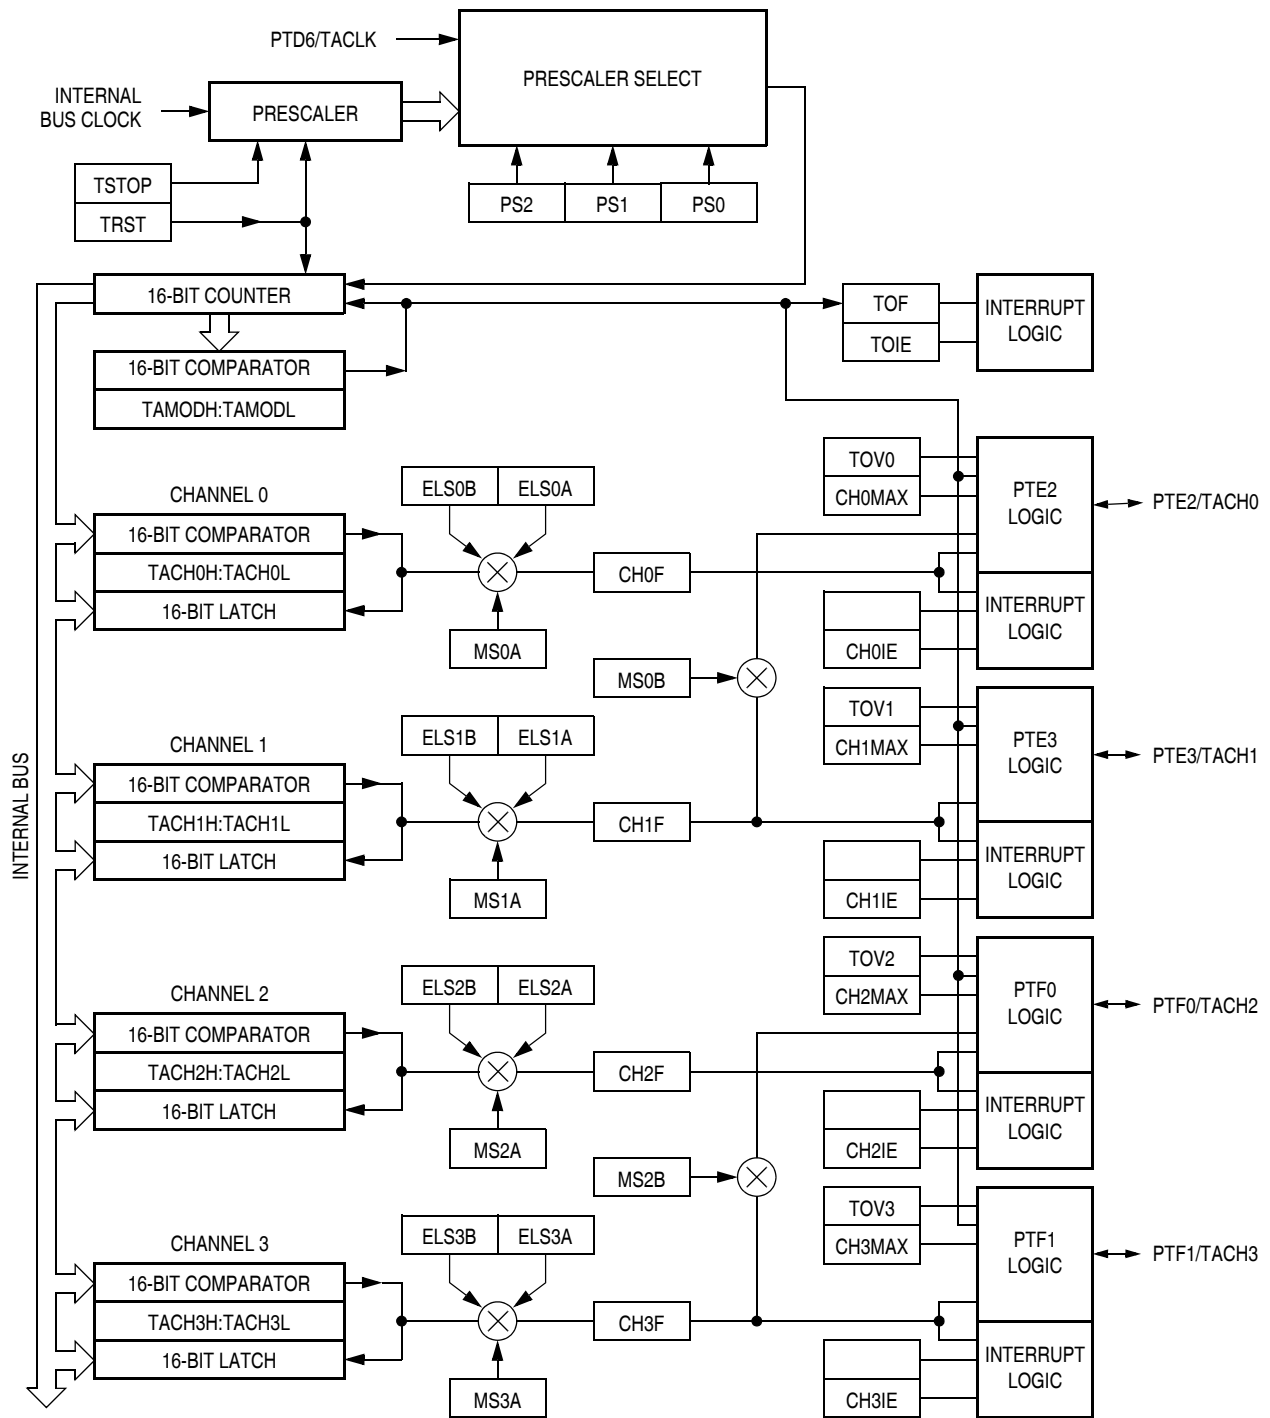 PTD6/TACLK
PRESCALER SELECT
INTERNAL
BUS CLOCK
PRESCALER
TSTOP
TRST
PS2
PS1
PS0
16-BIT COUNTER
TOF
TOIE
INTERRUPT
LOGIC
16-BIT COMPARATOR
TAMODH:TAMODL
INTERNAL BUS
CHANNEL 0
16-BIT COMPARATOR
TACH0H:TACH0L
16-BIT LATCH
ELS0B
ELS0A
MS0A
CH0F
MS0B
TOV0
CH0MAX
PTE2
LOGIC
PTE2/TACH0
CH0IE
INTERRUPT
LOGIC
CHANNEL 1
16-BIT COMPARATOR
TACH1H:TACH1L
16-BIT LATCH
ELS1B
ELS1A
MS1A
CH1F
TOV1
CH1MAX
PTE3
LOGIC
PTE3/TACH1
CH1IE
INTERRUPT
LOGIC
CHANNEL 2
16-BIT COMPARATOR
TACH2H:TACH2L
16-BIT LATCH
ELS2B
ELS2A
MS2A
CH2F
MS2B
TOV2
CH2MAX
PTF0
LOGIC
PTF0/TACH2
CH2IE
INTERRUPT
LOGIC
CHANNEL 3
16-BIT COMPARATOR
TACH3H:TACH3L
16-BIT LATCH
ELS3B
ELS3A
MS3A
CH3F
TOV3
CH3MAX
PTF1
LOGIC
PTF1/TACH3
CH3IE
INTERRUPT
LOGIC